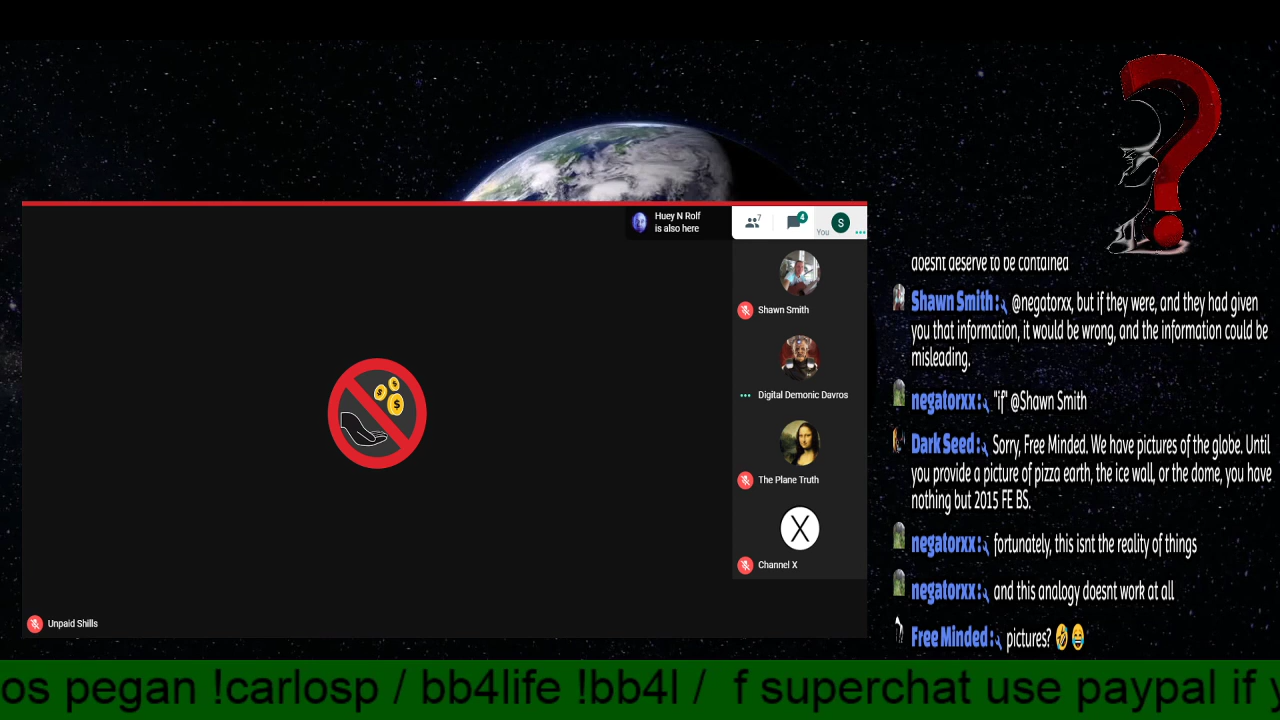 Huey N Rolf
is also here
7
4
You
S
Shawn Smith
Digital Demonic Davros
The Plane Truth
X
Channel X
Unpaid Shills
doesnt deserve to be contained
Shawn Smith: @negatorxx, but if they were, and they had given
you that information, it would be wrong, and the information could be
misleading.
negatorxx: "if" @Shawn Smith
Dark Seed: Sorry, Free Minded. We have pictures of the globe. Until
you provide a picture of pizza earth, the ice wall, or the dome, you have
nothing but 2015 FE BS.
negatorxx: fortunately, this isnt the reality of things
negatorxx: and this analogy doesnt work at all
Free Minded: pictures? 🤣😂
os pegan !carlosp / bb4life !bb4l / f superchat use paypal if y